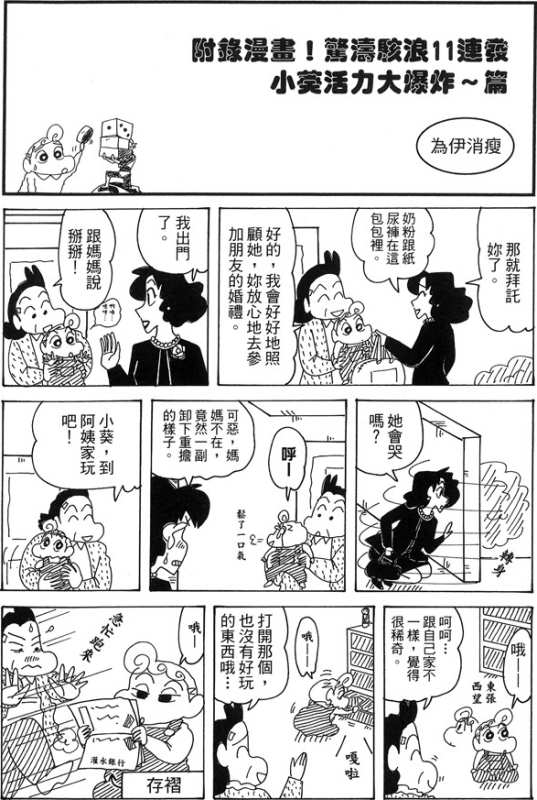 附錄漫畫！驚濤駭浪11連發
小葵活力大爆炸～篇
為伊消瘦
那就拜託
妳了。
奶粉跟紙
尿褲在這
包包裡。
好的，我會好好地照
顧她，妳放心地去參
加朋友的婚禮。
我出門
了。
跟媽媽說
掰掰！
她會哭
嗎？
轉身
呼—
鬆了一口氣
可惡，媽
媽不在，
竟然一副
卸下重擔
的樣子。
小葵，到
阿姨家玩
吧！
哦—
東張
西望
呵呵…
跟自己家不
一樣，覺得
很稀奇。
哦—
嘎啦
打開那個，
也沒有好玩
的東西哦…
哦—
急忙跑來
灌水銀行
存褶